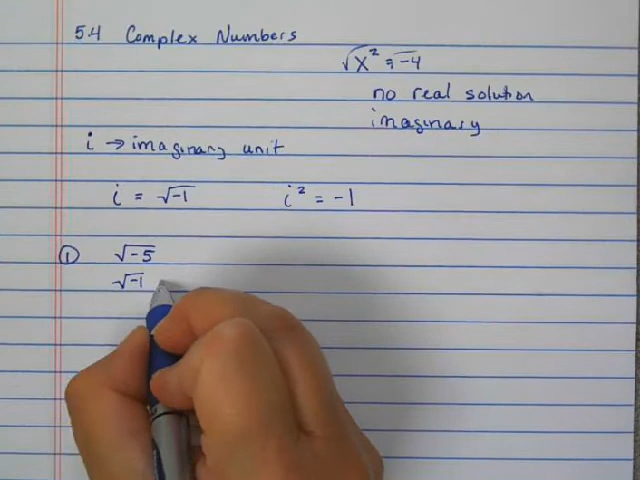 5.4 Complex Numbers
√x² = √-4
no real solution
imaginary
i → imaginary unit
i = √-1 i² = -1
① √-5
√-1